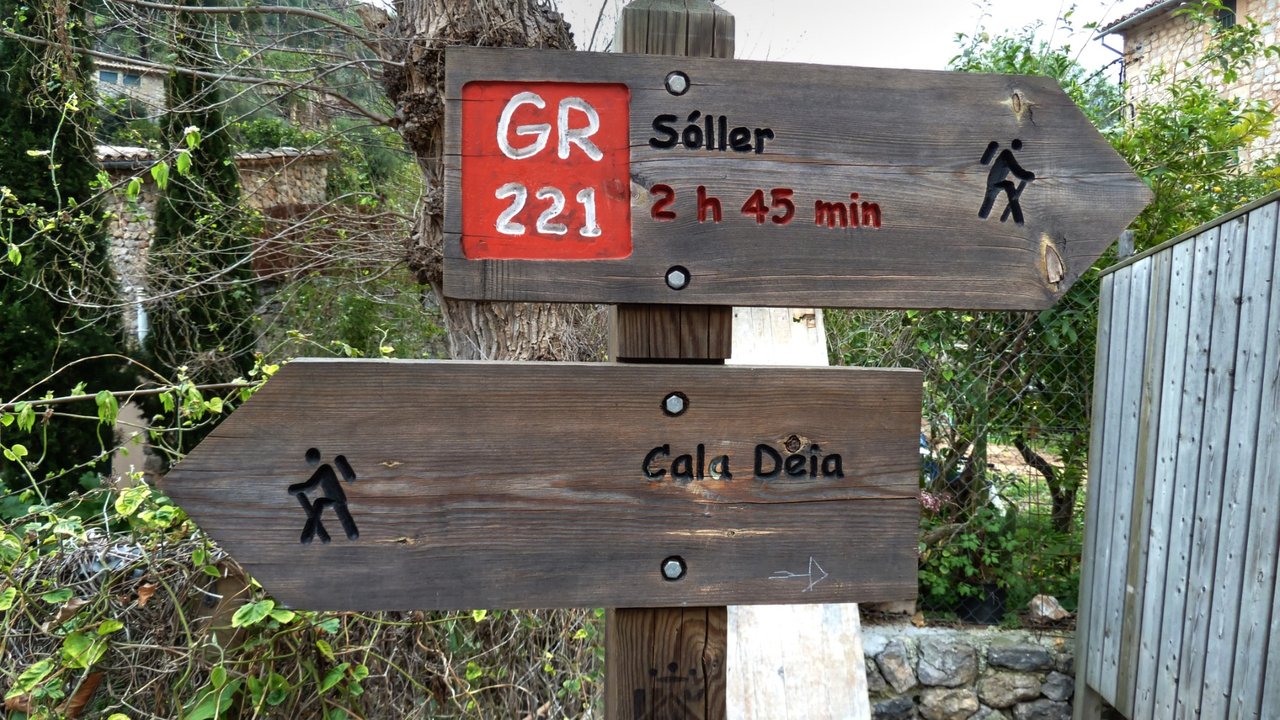 GR
221
Sóller
2 h 45 min
Cala Deia